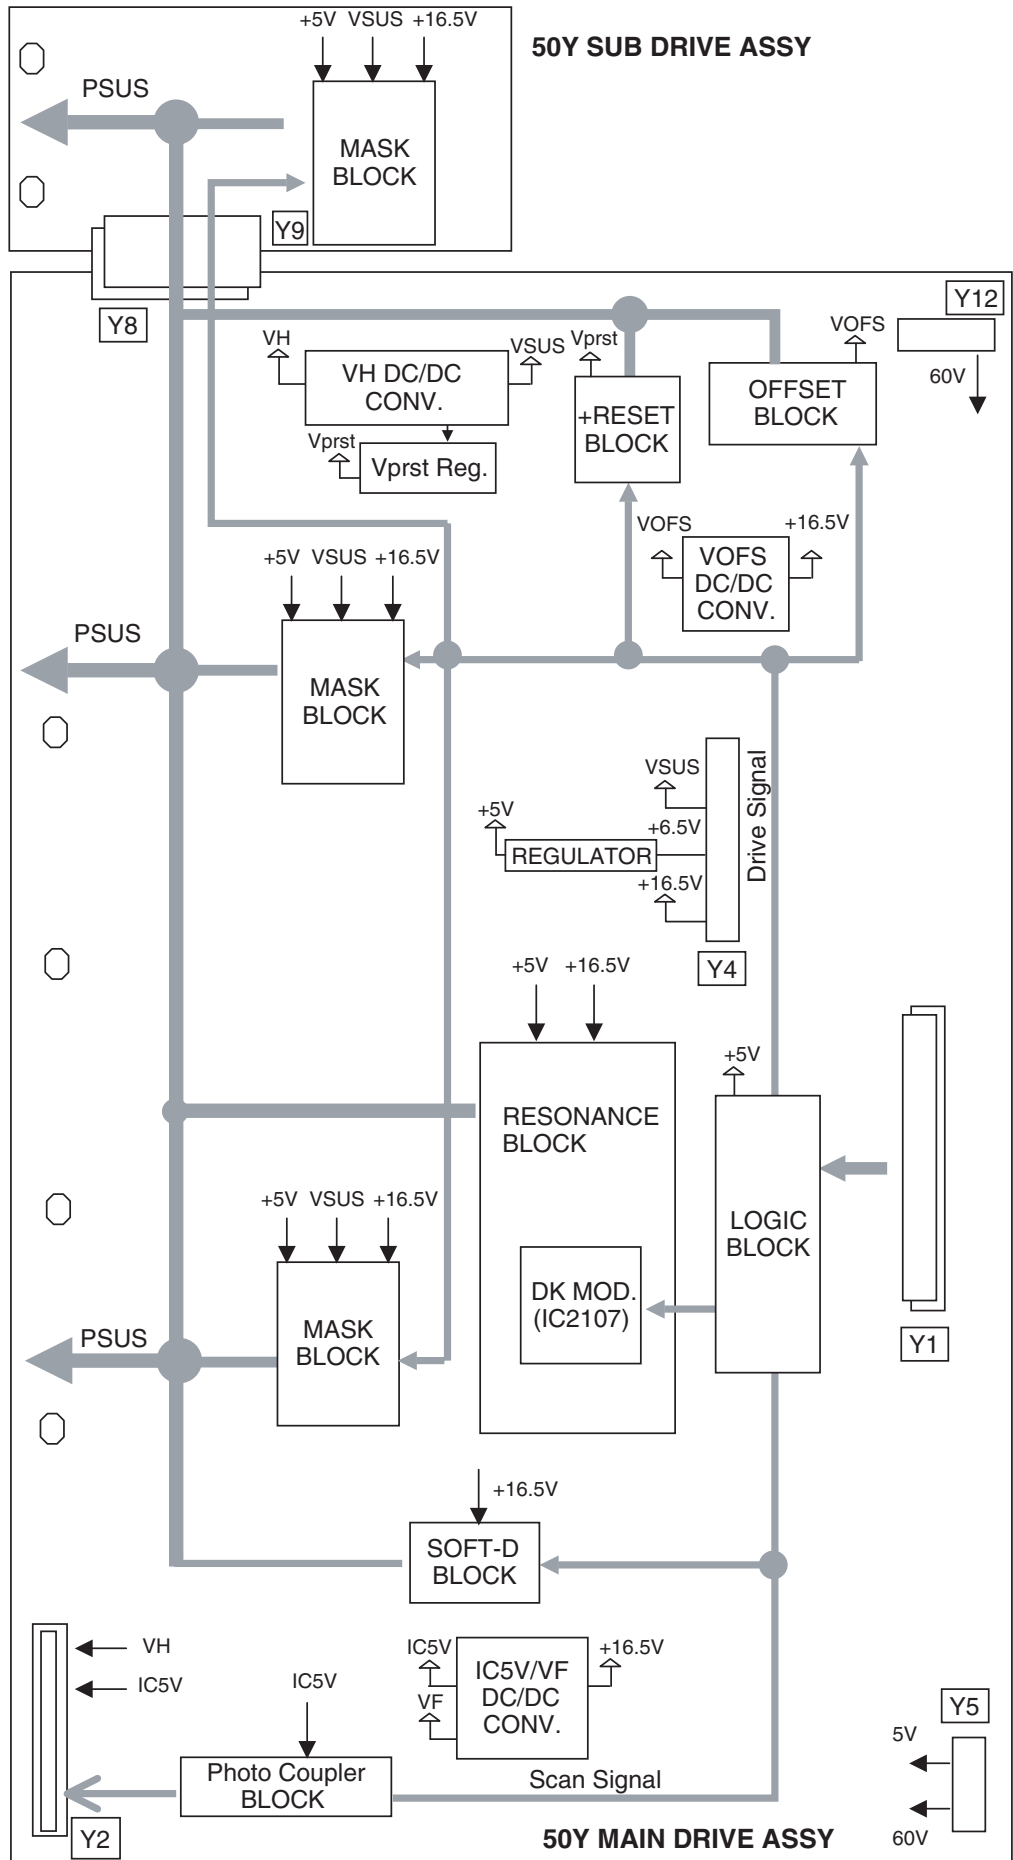 +5V VSUS +16.5V
50Y SUB DRIVE ASSY
PSUS
MASK
BLOCK
Y9
Y8
Y12
VH
VSUS
Vprst
VOFS
60V
VH DC/DC
CONV.
+RESET
BLOCK
OFFSET
BLOCK
Vprst
Vprst Reg.
VOFS
+16.5V
VOFS
DC/DC
CONV.
+5V VSUS +16.5V
PSUS
MASK
BLOCK
VSUS
Drive Signal
+5V
+6.5V
REGULATOR
+16.5V
Y4
+5V +16.5V
+5V
RESONANCE
BLOCK
+5V VSUS +16.5V
LOGIC
BLOCK
DK MOD.
(IC2107)
PSUS
MASK
BLOCK
Y1
+16.5V
SOFT-D
BLOCK
VH
IC5V
IC5V
IC5V
+16.5V
VF
IC5V/VF
DC/DC
CONV.
Y5
5V
Photo Coupler
BLOCK
Scan Signal
Y2
60V
50Y MAIN DRIVE ASSY